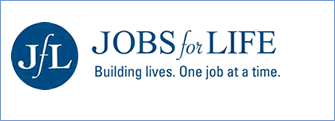 JfL
JOBS for LIFE
Building lives. One job at a time.